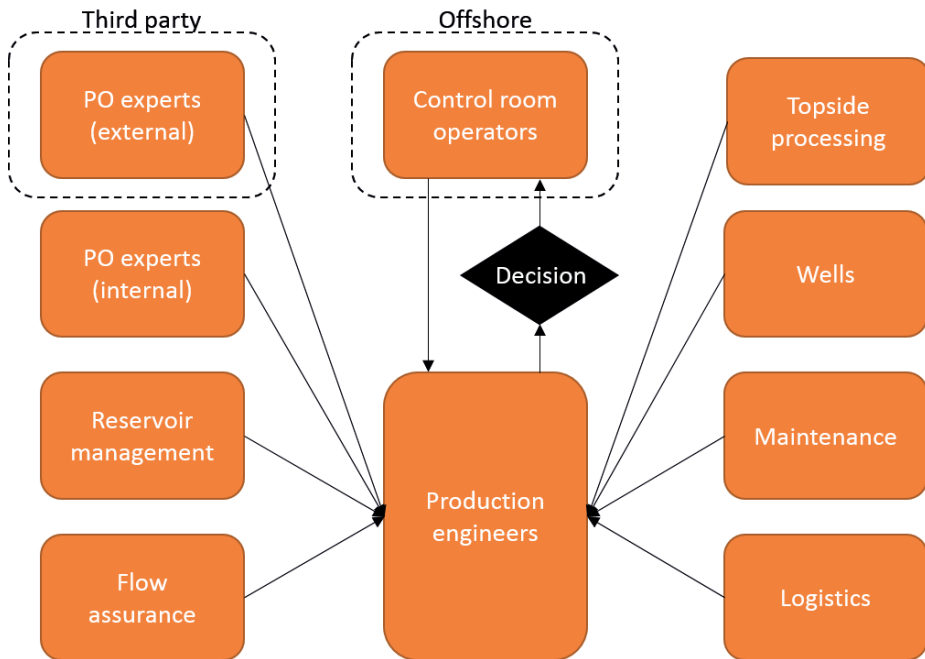 Third party
Offshore
PO experts
(external)
Control room
operators
Topside
processing
PO experts
(internal)
Decision
Wells
Reservoir
management
Production
engineers
Maintenance
Flow
assurance
Logistics